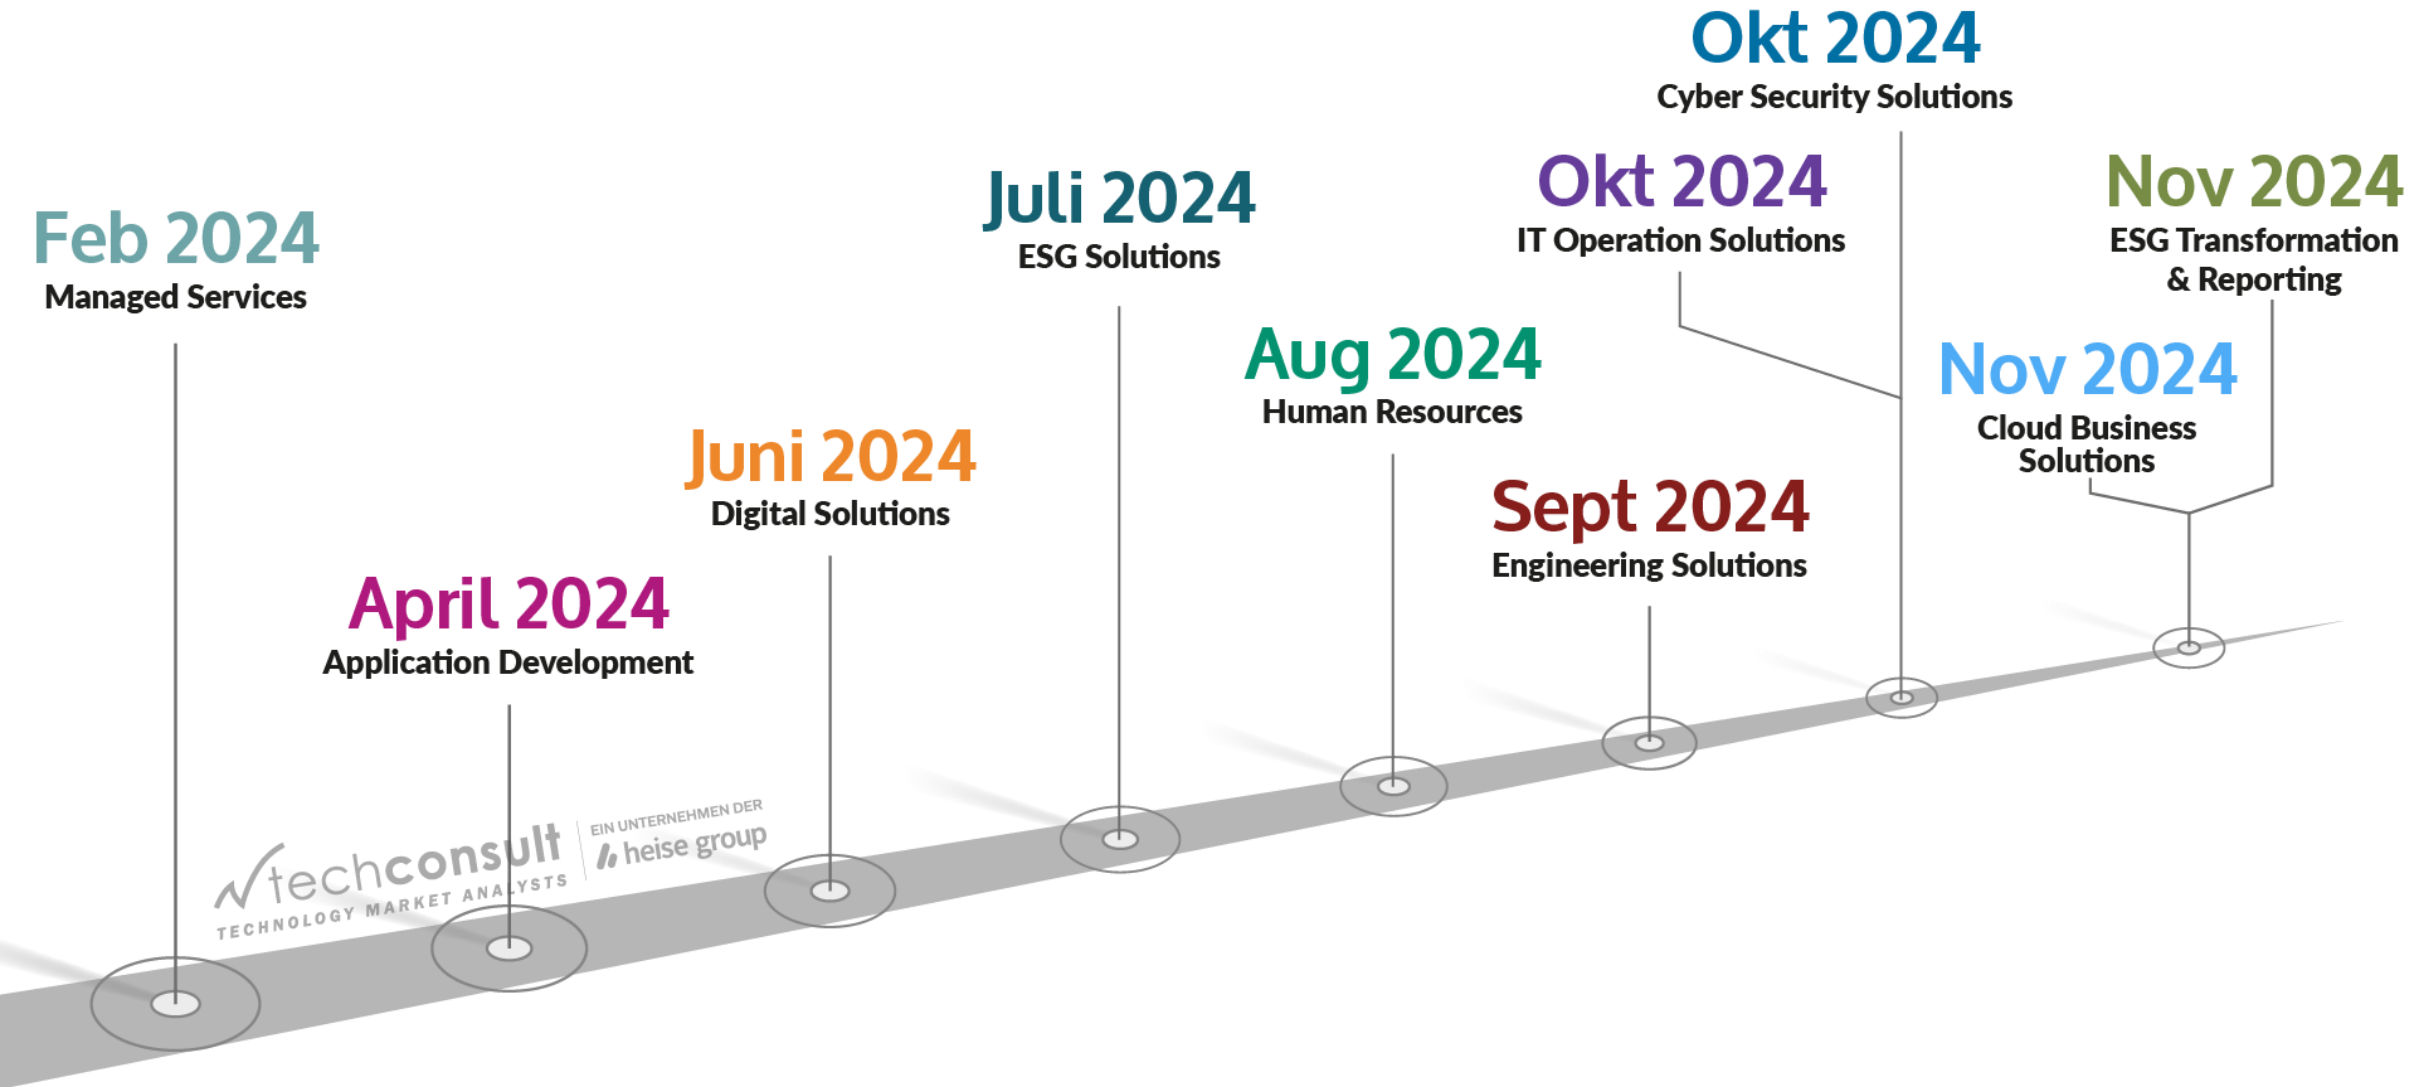 Feb 2024
Managed Services
April 2024
Application Development
Juni 2024
Digital Solutions
Juli 2024
ESG Solutions
Aug 2024
Human Resources
Sept 2024
Engineering Solutions
Okt 2024
IT Operation Solutions
Okt 2024
Cyber Security Solutions
Nov 2024
Cloud Business
Solutions
Nov 2024
ESG Transformation
& Reporting
techconsult
TECHNOLOGY MARKET ANALYSTS
EIN UNTERNEHMEN DER
heise group